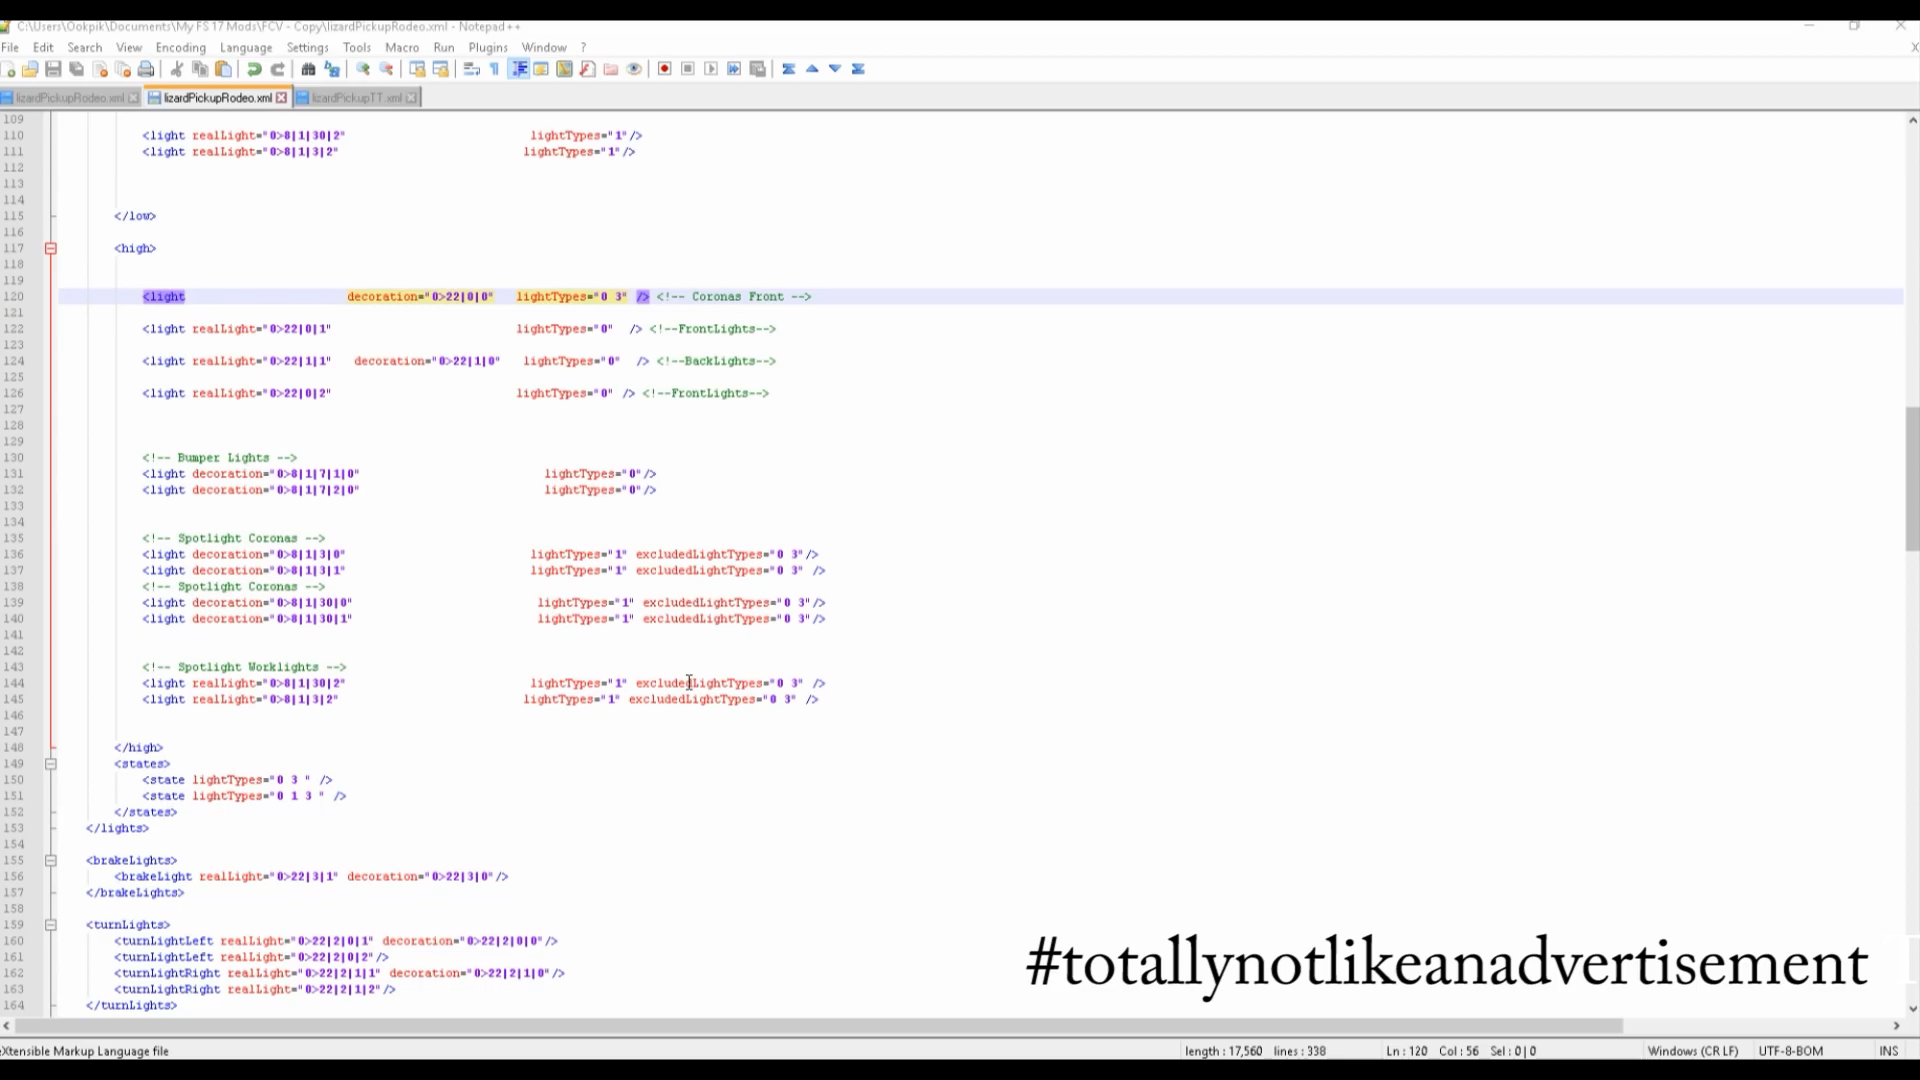 C:\Users\Ookpik\Documents\My FS 17 Mods\FCV - Copy\lizardPickupRodeo.xml - Notepad++
File Edit Search View Encoding Language Settings Tools Macro Run Plugins Window ?
lizardPickupRodeo.xml lizardPickupRodeo.xml lizardPickupTT.xml
109
110 <light realLight="0>8|1|30|2" lightTypes="1"/>
111 <light realLight="0>8|1|3|2" lightTypes="1"/>
112
113
114
115 </low>
116
117 <high>
118
119
120 <light decoration="0>22|0|0" lightTypes="0 3" /> <!-- Coronas Front -->
121
122 <light realLight="0>22|0|1" lightTypes="0" /> <!--FrontLights-->
123
124 <light realLight="0>22|1|1" decoration="0>22|1|0" lightTypes="0" /> <!--BackLights-->
125
126 <light realLight="0>22|0|2" lightTypes="0" /> <!--FrontLights-->
127
128
129
130 <!-- Bumper Lights -->
131 <light decoration="0>8|1|7|1|0" lightTypes="0"/>
132 <light decoration="0>8|1|7|2|0" lightTypes="0"/>
133
134
135 <!-- Spotlight Coronas -->
136 <light decoration="0>8|1|3|0" lightTypes="1" excludedLightTypes="0 3"/>
137 <light decoration="0>8|1|3|1" lightTypes="1" excludedLightTypes="0 3" />
138 <!-- Spotlight Coronas -->
139 <light decoration="0>8|1|30|0" lightTypes="1" excludedLightTypes="0 3"/>
140 <light decoration="0>8|1|30|1" lightTypes="1" excludedLightTypes="0 3"/>
141
142
143 <!-- Spotlight Worklights -->
144 <light realLight="0>8|1|30|2" lightTypes="1" excludedLightTypes="0 3" />
145 <light realLight="0>8|1|3|2" lightTypes="1" excludedLightTypes="0 3" />
146
147
148 </high>
149 <states>
150 <state lightTypes="0 3 " />
151 <state lightTypes="0 1 3 " />
152 </states>
153 </lights>
154
155 <brakeLights>
156 <brakeLight realLight="0>22|3|1" decoration="0>22|3|0"/>
157 </brakeLights>
158
159 <turnLights>
160 <turnLightLeft realLight="0>22|2|0|1" decoration="0>22|2|0|0"/>
161 <turnLightLeft realLight="0>22|2|0|2"/>
162 <turnLightRight realLight="0>22|2|1|1" decoration="0>22|2|1|0"/>
163 <turnLightRight realLight="0>22|2|1|2"/>
164 </turnLights>
#totallynotlikeanadvertisement
eXtensible Markup Language file length : 17,560 lines : 338 Ln : 120 Col : 56 Sel : 0 | 0 Windows (CR LF) UTF-8-BOM INS